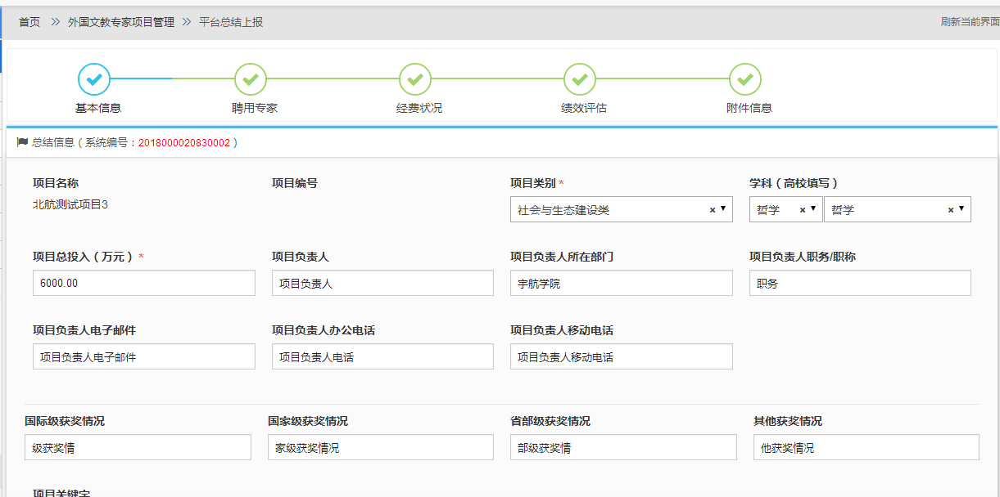 首页 >> 外国文教专家项目管理 >> 平台总结上报 刷新当前界面
基本信息 聘用专家 经费状况 绩效评估 附件信息
总结信息（系统编号：2018000020830002 ）
项目名称 项目编号 项目类别 * 学科（高校填写）
北航测试项目3 社会与生态建设类 × ▼ 哲学 × ▼ 哲学 × ▼
项目总投入（万元）* 项目负责人 项目负责人所在部门 项目负责人职务/职称
6000.00 项目负责人 宇航学院 职务
项目负责人电子邮件 项目负责人办公电话 项目负责人移动电话
项目负责人电子邮件 项目负责人电话 项目负责人移动电话
国际级获奖情况 国家级获奖情况 省部级获奖情况 其他获奖情况
级获奖情 家级获奖情况 部级获奖情 他获奖情况
项目关键字